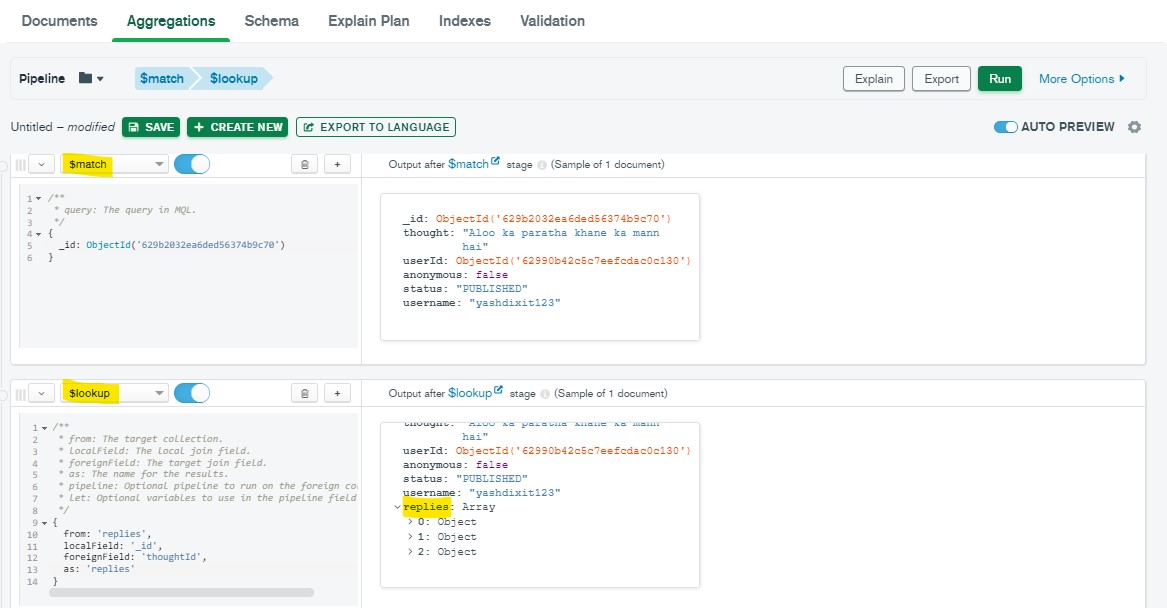 Documents Aggregations Schema Explain Plan Indexes Validation
Pipeline $match $lookup Explain Export Run More Options
Untitled – modified SAVE + CREATE NEW EXPORT TO LANGUAGE AUTO PREVIEW
$match + Output after $match stage (Sample of 1 document)
1 /**
2 * query: The query in MQL.
3 */
4 {
5 _id: ObjectId('629b2032ea6ded56374b9c70')
6 }
_id: ObjectId('629b2032ea6ded56374b9c70')
thought: "Aloo ka paratha khane ka mann
hai"
userId: ObjectId('62990b42c5c7eefcdac0c130')
anonymous: false
status: "PUBLISHED"
username: "yashdixit123"
$lookup + Output after $lookup stage (Sample of 1 document)
1 /**
2 * from: The target collection.
3 * localField: The local join field.
4 * foreignField: The target join field.
5 * as: The name for the results.
6 * pipeline: Optional pipeline to run on the foreign co
7 * let: Optional variables to use in the pipeline field
8 */
9 {
10 from: 'replies',
11 localField: '_id',
12 foreignField: 'thoughtId',
13 as: 'replies'
14 }
thought: "Aloo ka paratha khane ka mann
hai"
userId: ObjectId('62990b42c5c7eefcdac0c130')
anonymous: false
status: "PUBLISHED"
username: "yashdixit123"
replies: Array
0: Object
1: Object
2: Object